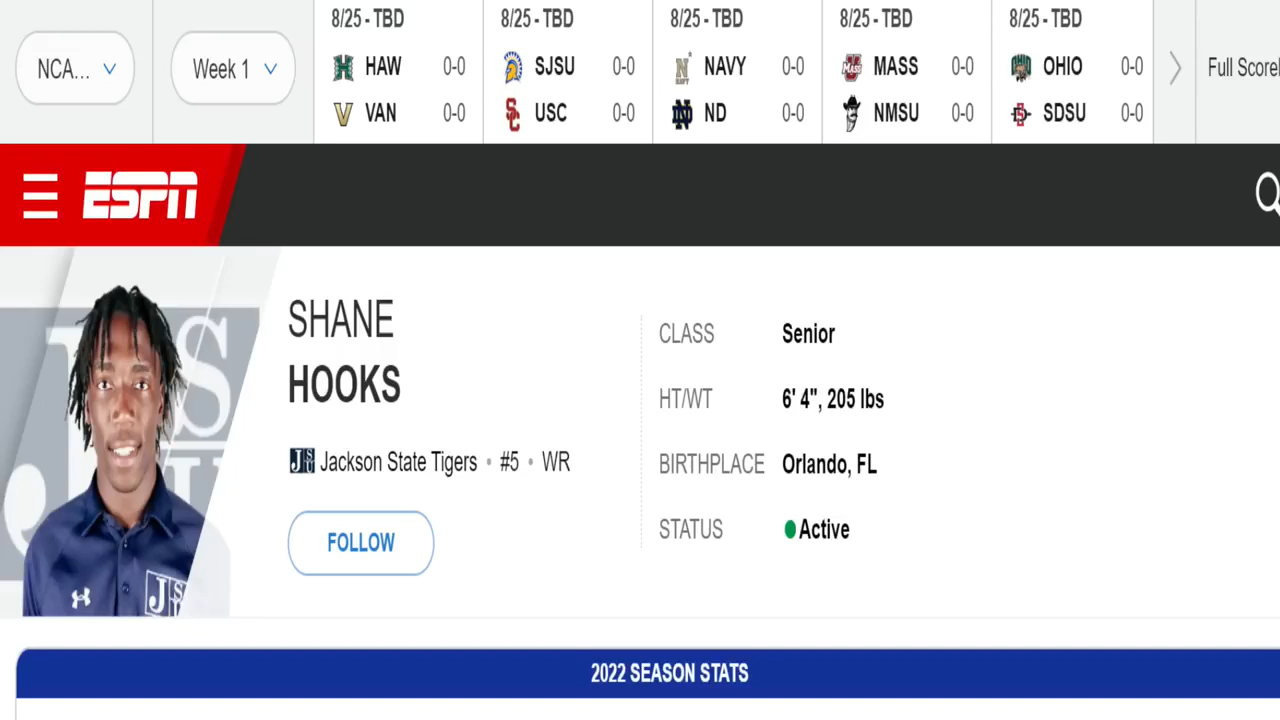 NCA...
Week 1
8/25 - TBD
HAW 0-0
VAN 0-0
8/25 - TBD
SJSU 0-0
USC 0-0
8/25 - TBD
NAVY 0-0
ND 0-0
8/25 - TBD
MASS 0-0
NMSU 0-0
8/25 - TBD
OHIO 0-0
SDSU 0-0
Full Score
ESPN
SHANE
HOOKS
Jackson State Tigers • #5 • WR
FOLLOW
CLASS Senior
HT/WT 6' 4", 205 lbs
BIRTHPLACE Orlando, FL
STATUS Active
2022 SEASON STATS